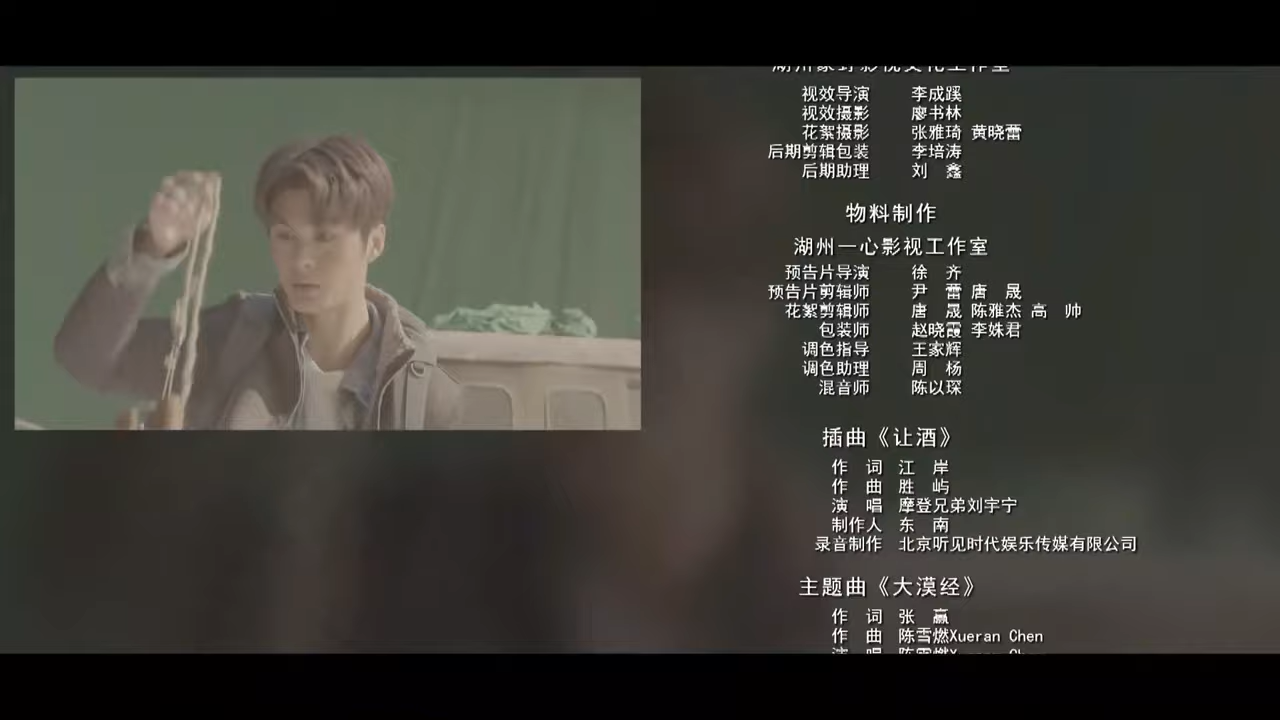 视效导演 李成蹊
视效摄影 廖书林
花絮摄影 张雅琦 黄晓蕾
后期剪辑包装 李培涛
后期助理 刘 鑫
物料制作
湖州一心影视工作室
预告片导演 徐 齐
预告片剪辑师 尹 蕾 唐 晟
花絮剪辑师 唐 晟 陈雅杰 高 帅
包装师 赵晓霞 李姝君
调色指导 王家辉
调色助理 周 杨
混音师 陈以琛
插曲《让酒》
作 词 江 岸
作 曲 胜 屿
演 唱 摩登兄弟刘宇宁
制作人 东 南
录音制作 北京听见时代娱乐传媒有限公司
主题曲《大漠经》
作 词 张 赢
作 曲 陈雪燃Xueran Chen